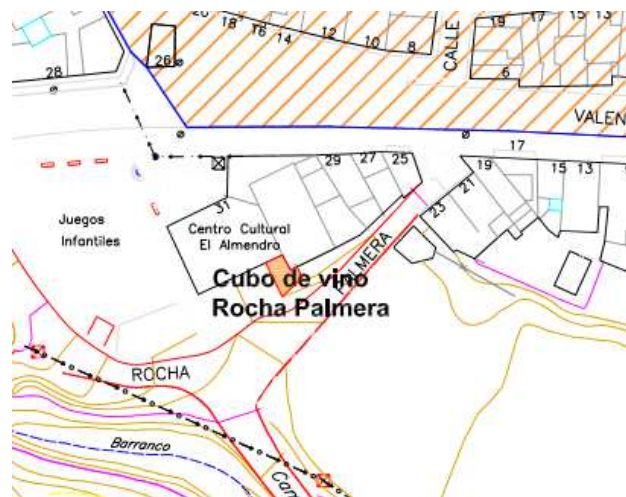 18
16
14
12
10
8
CALLE
19
17
15
13
6
28
26
VALEN
17
29
27
25
19
15
13
21
31
23
Centro Cultural
El Almendro
Juegos
Infantiles
PALMERA
Cubo de vino
Rocha Palmera
ROCHA
Barranco